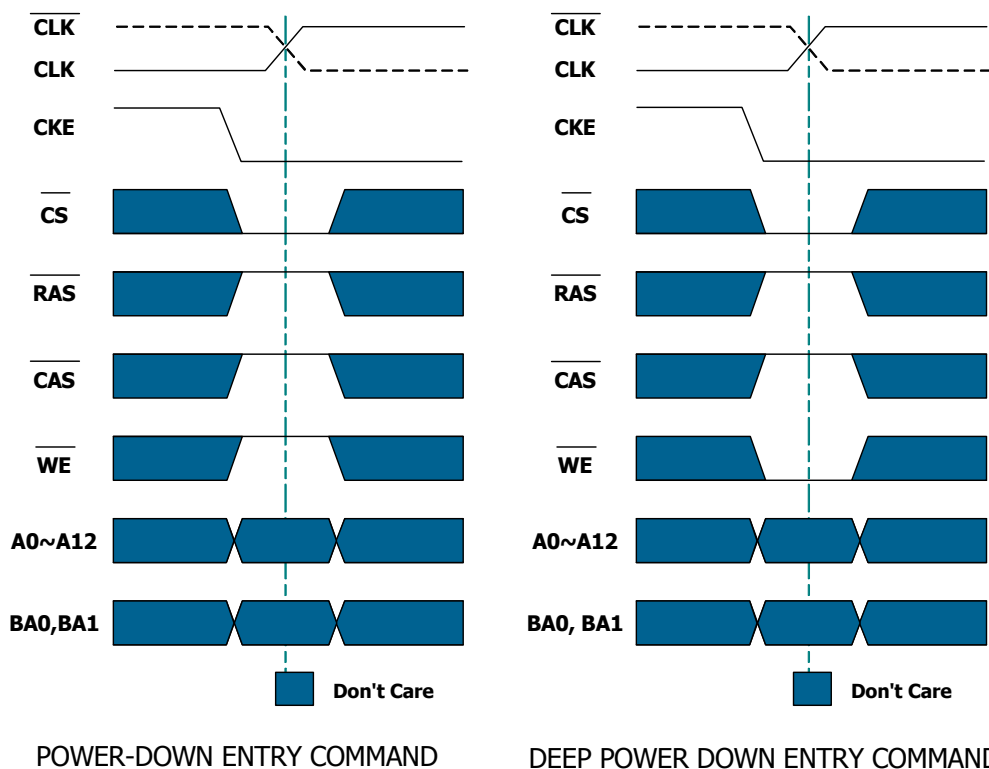 CLK
CLK
CKE
CS
RAS
CAS
WE
A0~A12
BA0,BA1
Don't Care
POWER-DOWN ENTRY COMMAND
CLK
CLK
CKE
CS
RAS
CAS
WE
A0~A12
BA0, BA1
Don't Care
DEEP POWER DOWN ENTRY COMMAND